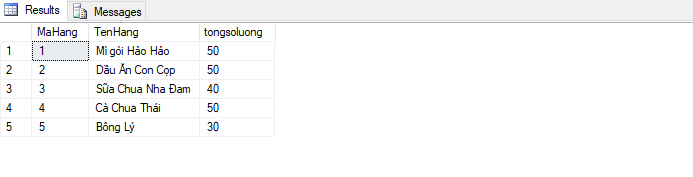 Results Messages
MaHang TenHang tongsoluong
1 1 Mì gói Hảo Hảo 50
2 2 Dầu Ăn Con Cọp 50
3 3 Sữa Chua Nha Đam 40
4 4 Cà Chua Thái 50
5 5 Bông Lý 30